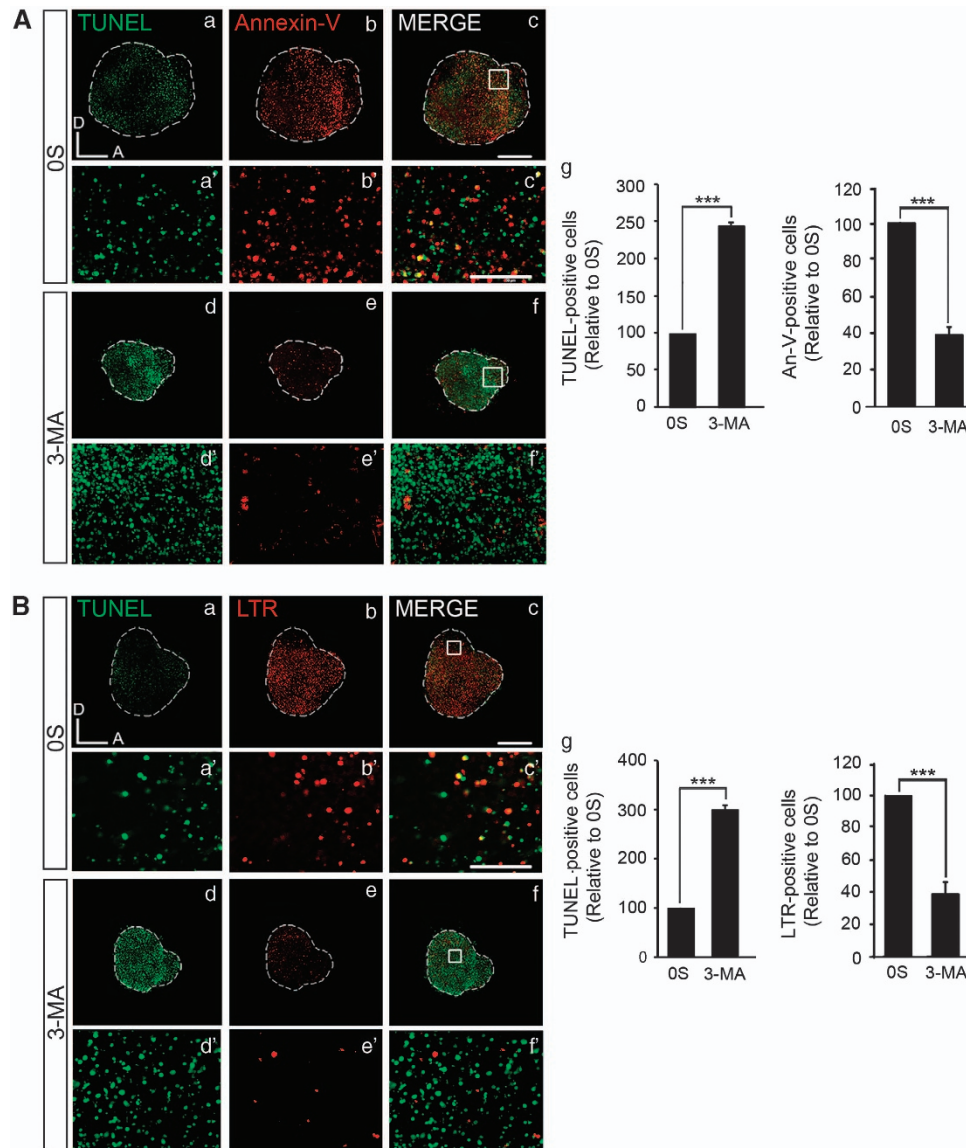 A
TUNEL a
Annexin-V b
MERGE c
D
A
0S
a’
b’
c’
d
e
f
3-MA
d’
e’
f’
g
TUNEL-positive cells
(Relative to 0S)
300
250
200
150
100
50
0
***
0S 3-MA
An-V-positive cells
(Relative to 0S)
120
100
80
60
40
20
0
***
0S 3-MA
B
TUNEL a
LTR b
MERGE c
D
A
0S
a’
b’
c’
d
e
f
3-MA
d’
e’
f’
g
TUNEL-positive cells
(Relative to 0S)
400
300
200
100
0
***
0S 3-MA
LTR-positive cells
(Relative to 0S)
120
100
80
60
40
20
0
***
0S 3-MA